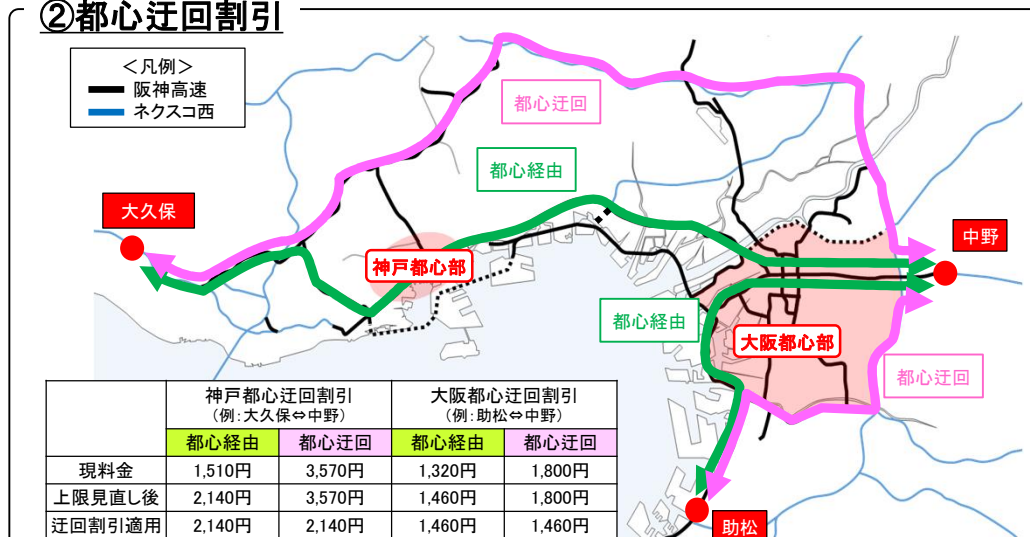 ②都心迂回割引
<凡例>
阪神高速
ネクスコ西
都心迂回
都心経由
大久保
中野
神戸都心部
都心経由
大阪都心部
都心迂回
神戸都心迂回割引 大阪都心迂回割引
(例:大久保⇔中野) (例:助松⇔中野)
都心経由 都心迂回 都心経由 都心迂回
現料金 1,510円 3,570円 1,320円 1,800円
上限見直し後 2,140円 3,570円 1,460円 1,800円
迂回割引適用 2,140円 2,140円 1,460円 1,460円
助松